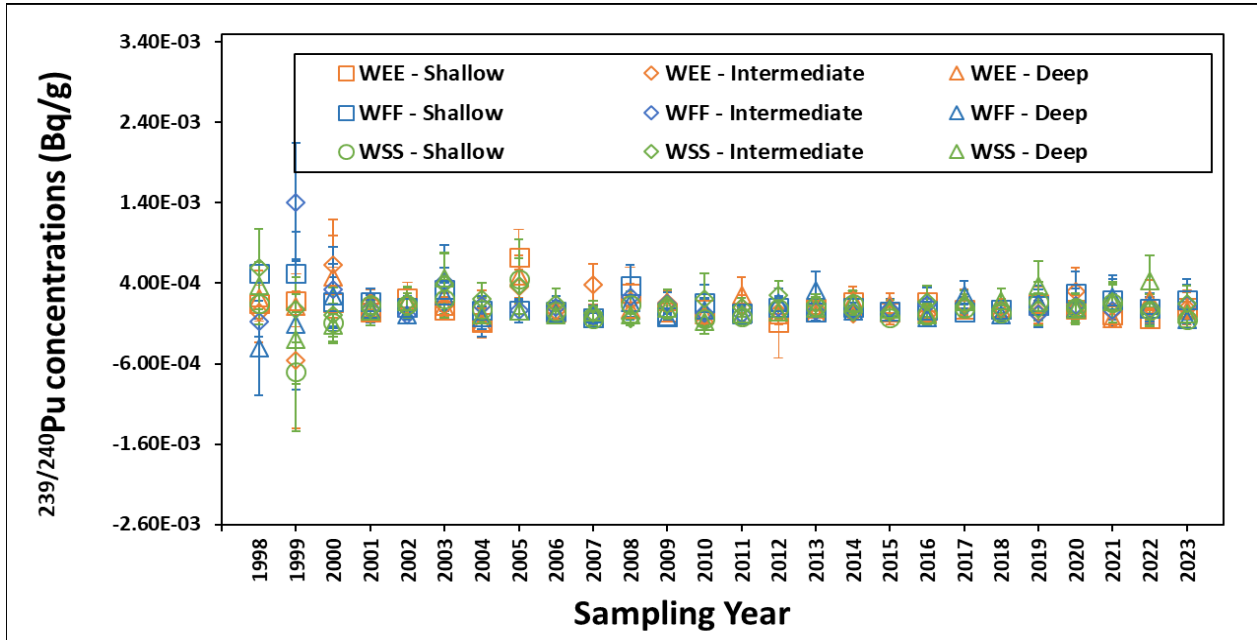 3.40E-03
2.40E-03
1.40E-03
4.00E-04
-6.00E-04
-1.60E-03
-2.60E-03
239/240Pu concentrations (Bq/g)
WEE - Shallow WEE - Intermediate WEE - Deep
WFF - Shallow WFF - Intermediate WFF - Deep
WSS - Shallow WSS - Intermediate WSS - Deep
1998 1999 2000 2001 2002 2003 2004 2005 2006 2007 2008 2009 2010 2011 2012 2013 2014 2015 2016 2017 2018 2019 2020 2021 2022 2023
Sampling Year